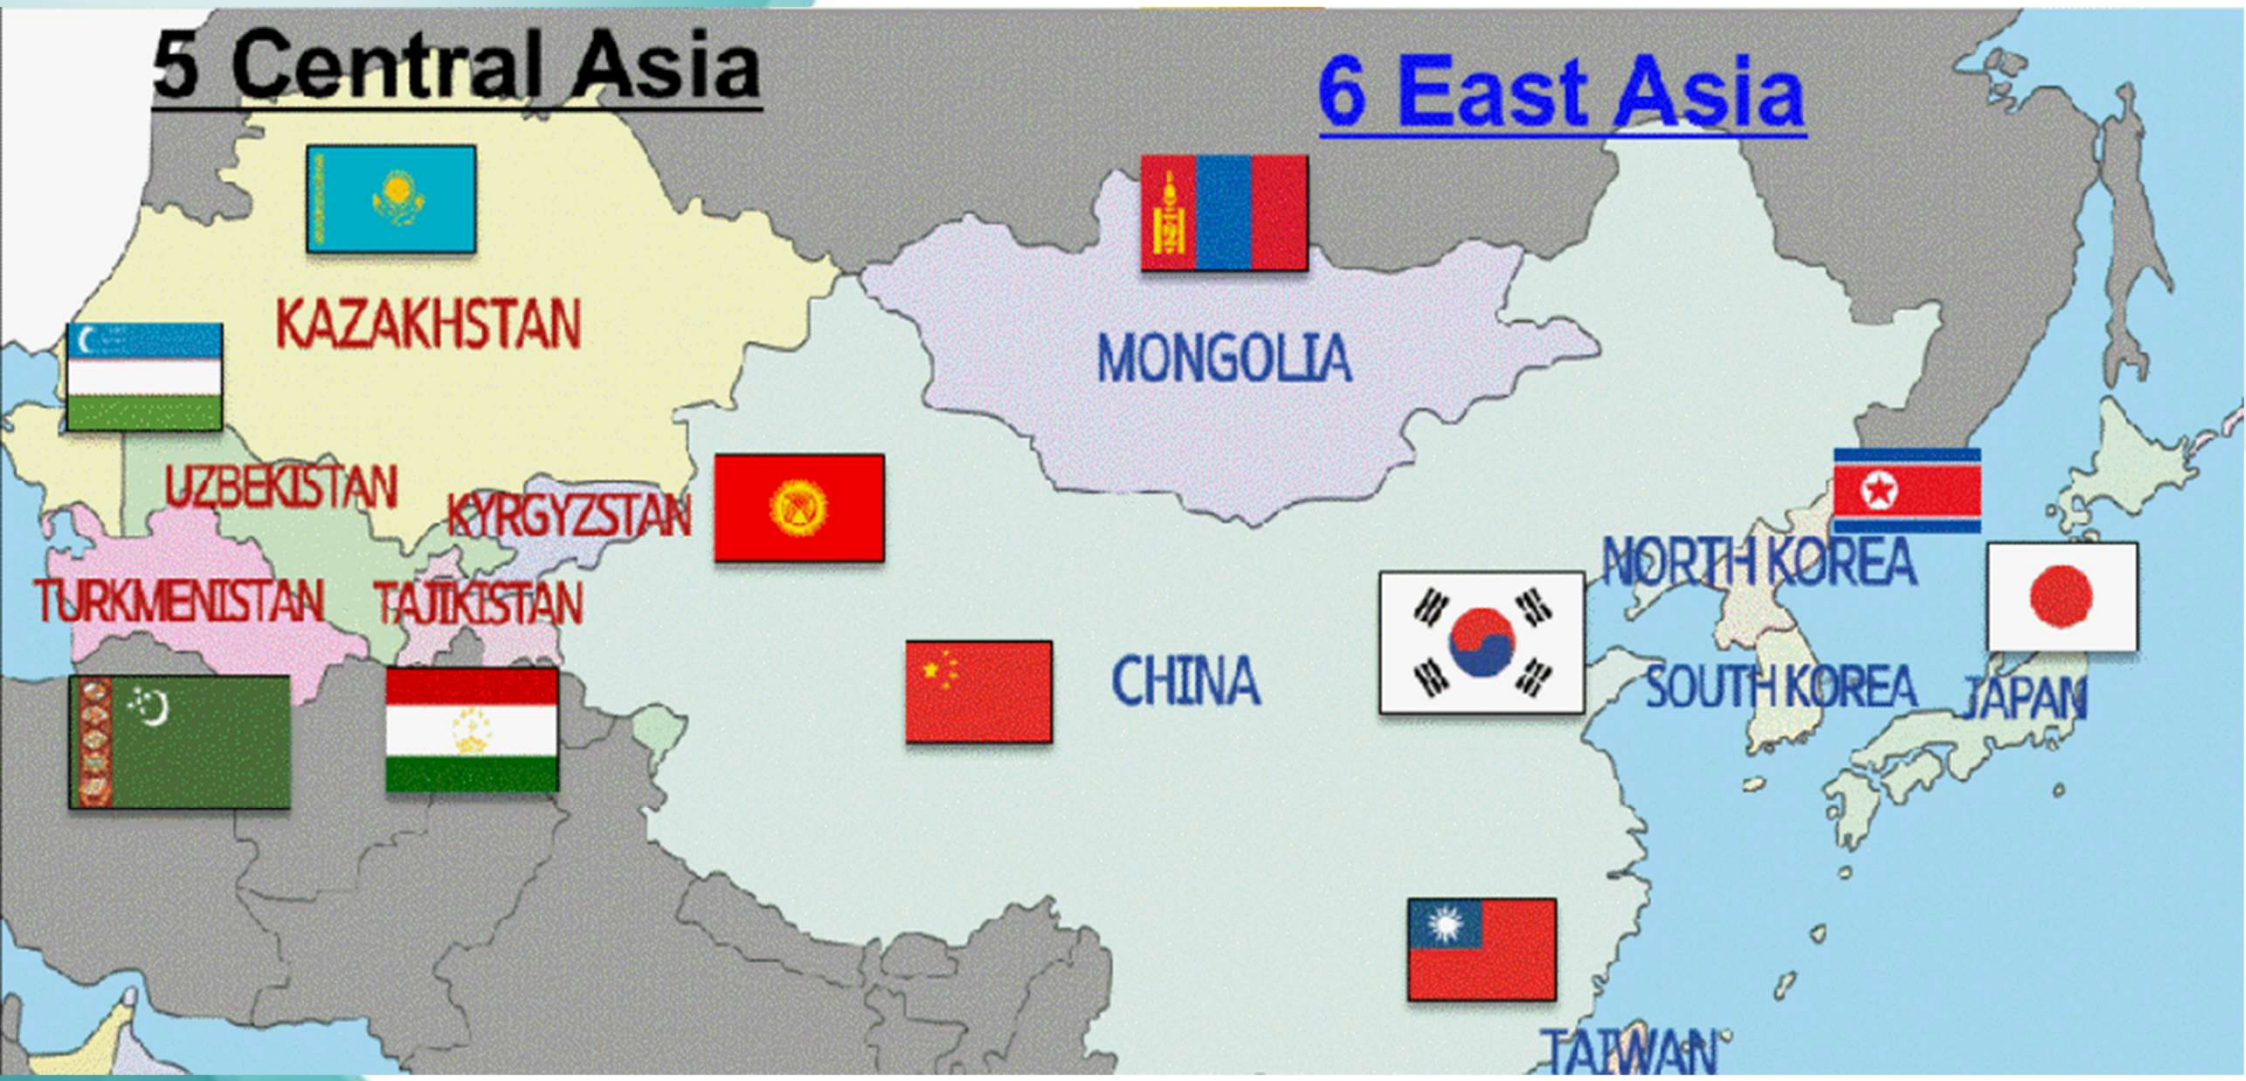 5 Central Asia
6 East Asia
KAZAKHSTAN
MONGOLIA
UZBEKISTAN
KYRGYZSTAN
NORTH KOREA
TURKMENISTAN
TAJIKISTAN
CHINA
SOUTH KOREA
JAPAN
TAIWAN